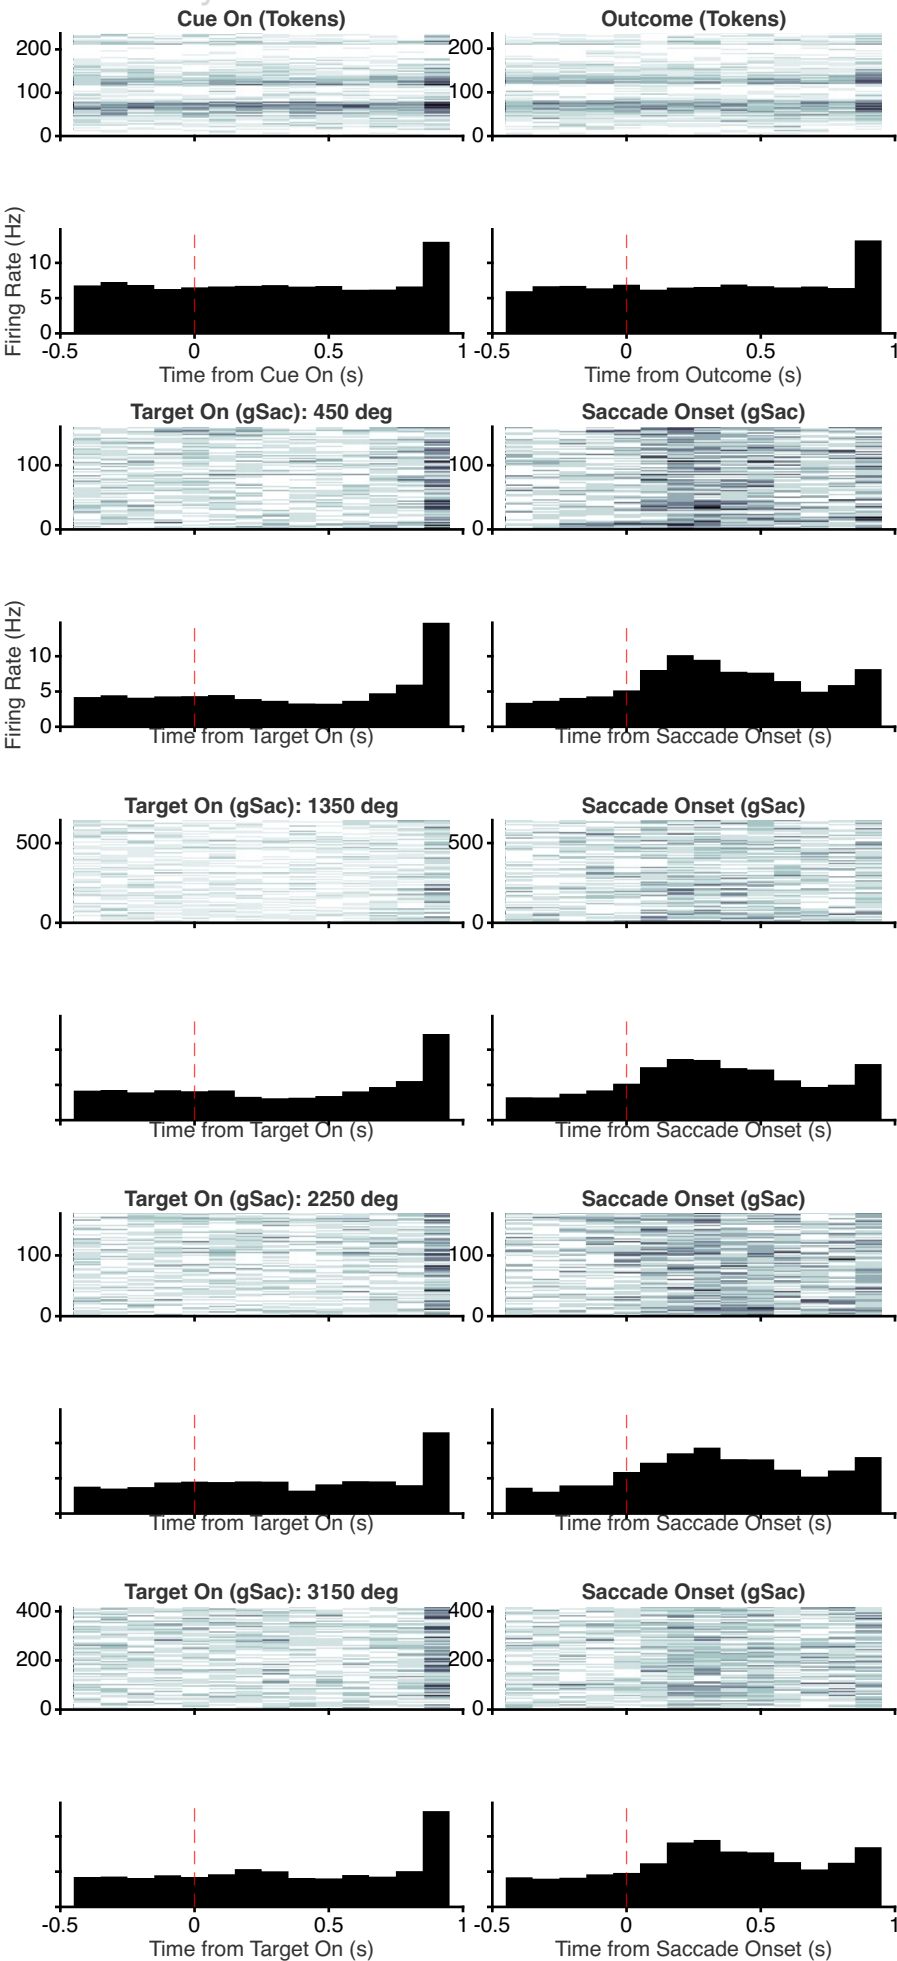 Cue On (Tokens)
Outcome (Tokens)
200
100
0
200
100
0
Firing Rate (Hz)
10
5
0
-0.5
0
0.5
1
-0.5
0
0.5
1
Time from Cue On (s)
Time from Outcome (s)
Target On (gSac): 450 deg
Saccade Onset (gSac)
100
0
100
0
Firing Rate (Hz)
10
5
0
Time from Target On (s)
Time from Saccade Onset (s)
Target On (gSac): 1350 deg
Saccade Onset (gSac)
500
0
500
0
Time from Target On (s)
Time from Saccade Onset (s)
Target On (gSac): 2250 deg
Saccade Onset (gSac)
100
0
100
0
Time from Target On (s)
Time from Saccade Onset (s)
Target On (gSac): 3150 deg
Saccade Onset (gSac)
400
200
0
400
200
0
-0.5
0
0.5
1
-0.5
0
0.5
1
Time from Target On (s)
Time from Saccade Onset (s)